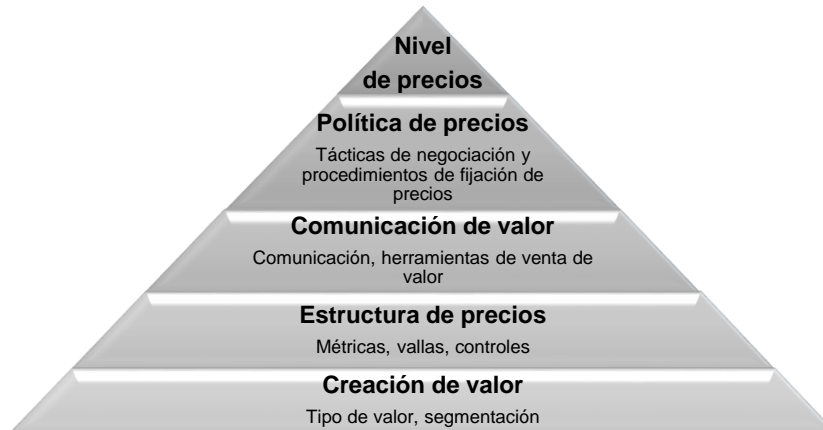 Nivel
de precios
Política de precios
Tácticas de negociación y
procedimientos de fijación de
precios
Comunicación de valor
Comunicación, herramientas de venta de
valor
Estructura de precios
Métricas, vallas, controles
Creación de valor
Tipo de valor, segmentación